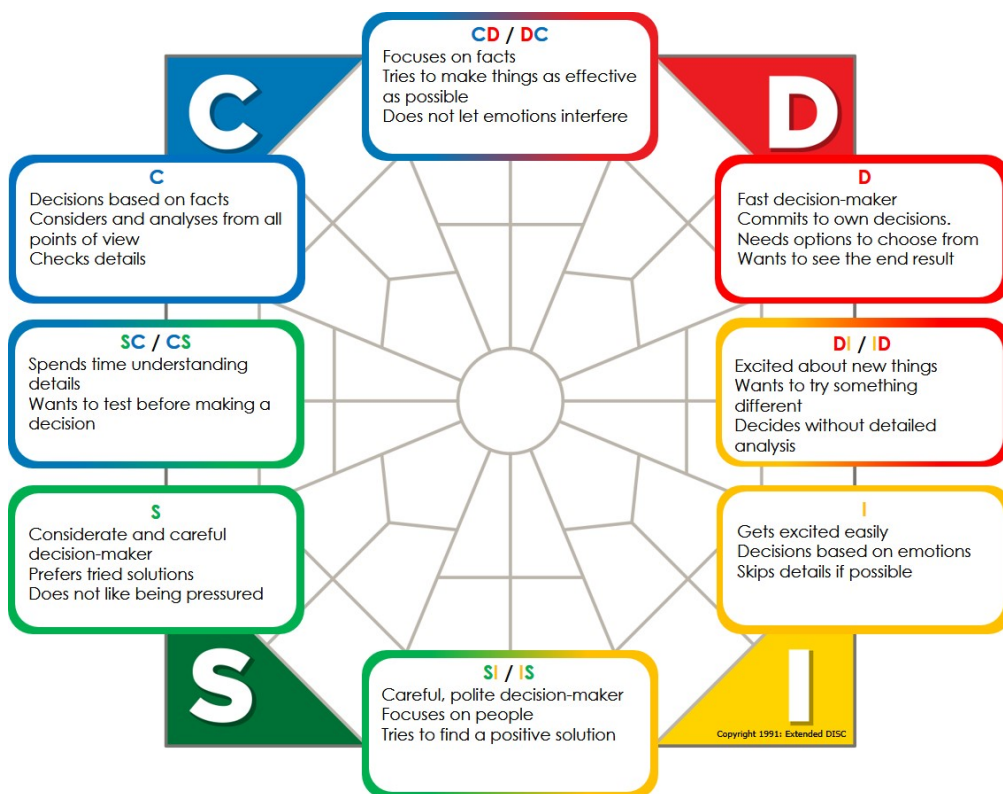 CD / DC
Focuses on facts
Tries to make things as effective
as possible
Does not let emotions interfere
C
D
C
Decisions based on facts
Considers and analyses from all
points of view
Checks details
D
Fast decision-maker
Commits to own decisions.
Needs options to choose from
Wants to see the end result
SC / CS
Spends time understanding
details
Wants to test before making a
decision
DI / ID
Excited about new things
Wants to try something
different
Decides without detailed
analysis
S
Considerate and careful
decision-maker
Prefers tried solutions
Does not like being pressured
I
Gets excited easily
Decisions based on emotions
Skips details if possible
S
I
SI / IS
Careful, polite decision-maker
Focuses on people
Tries to find a positive solution
Copyright 1991: Extended DISC